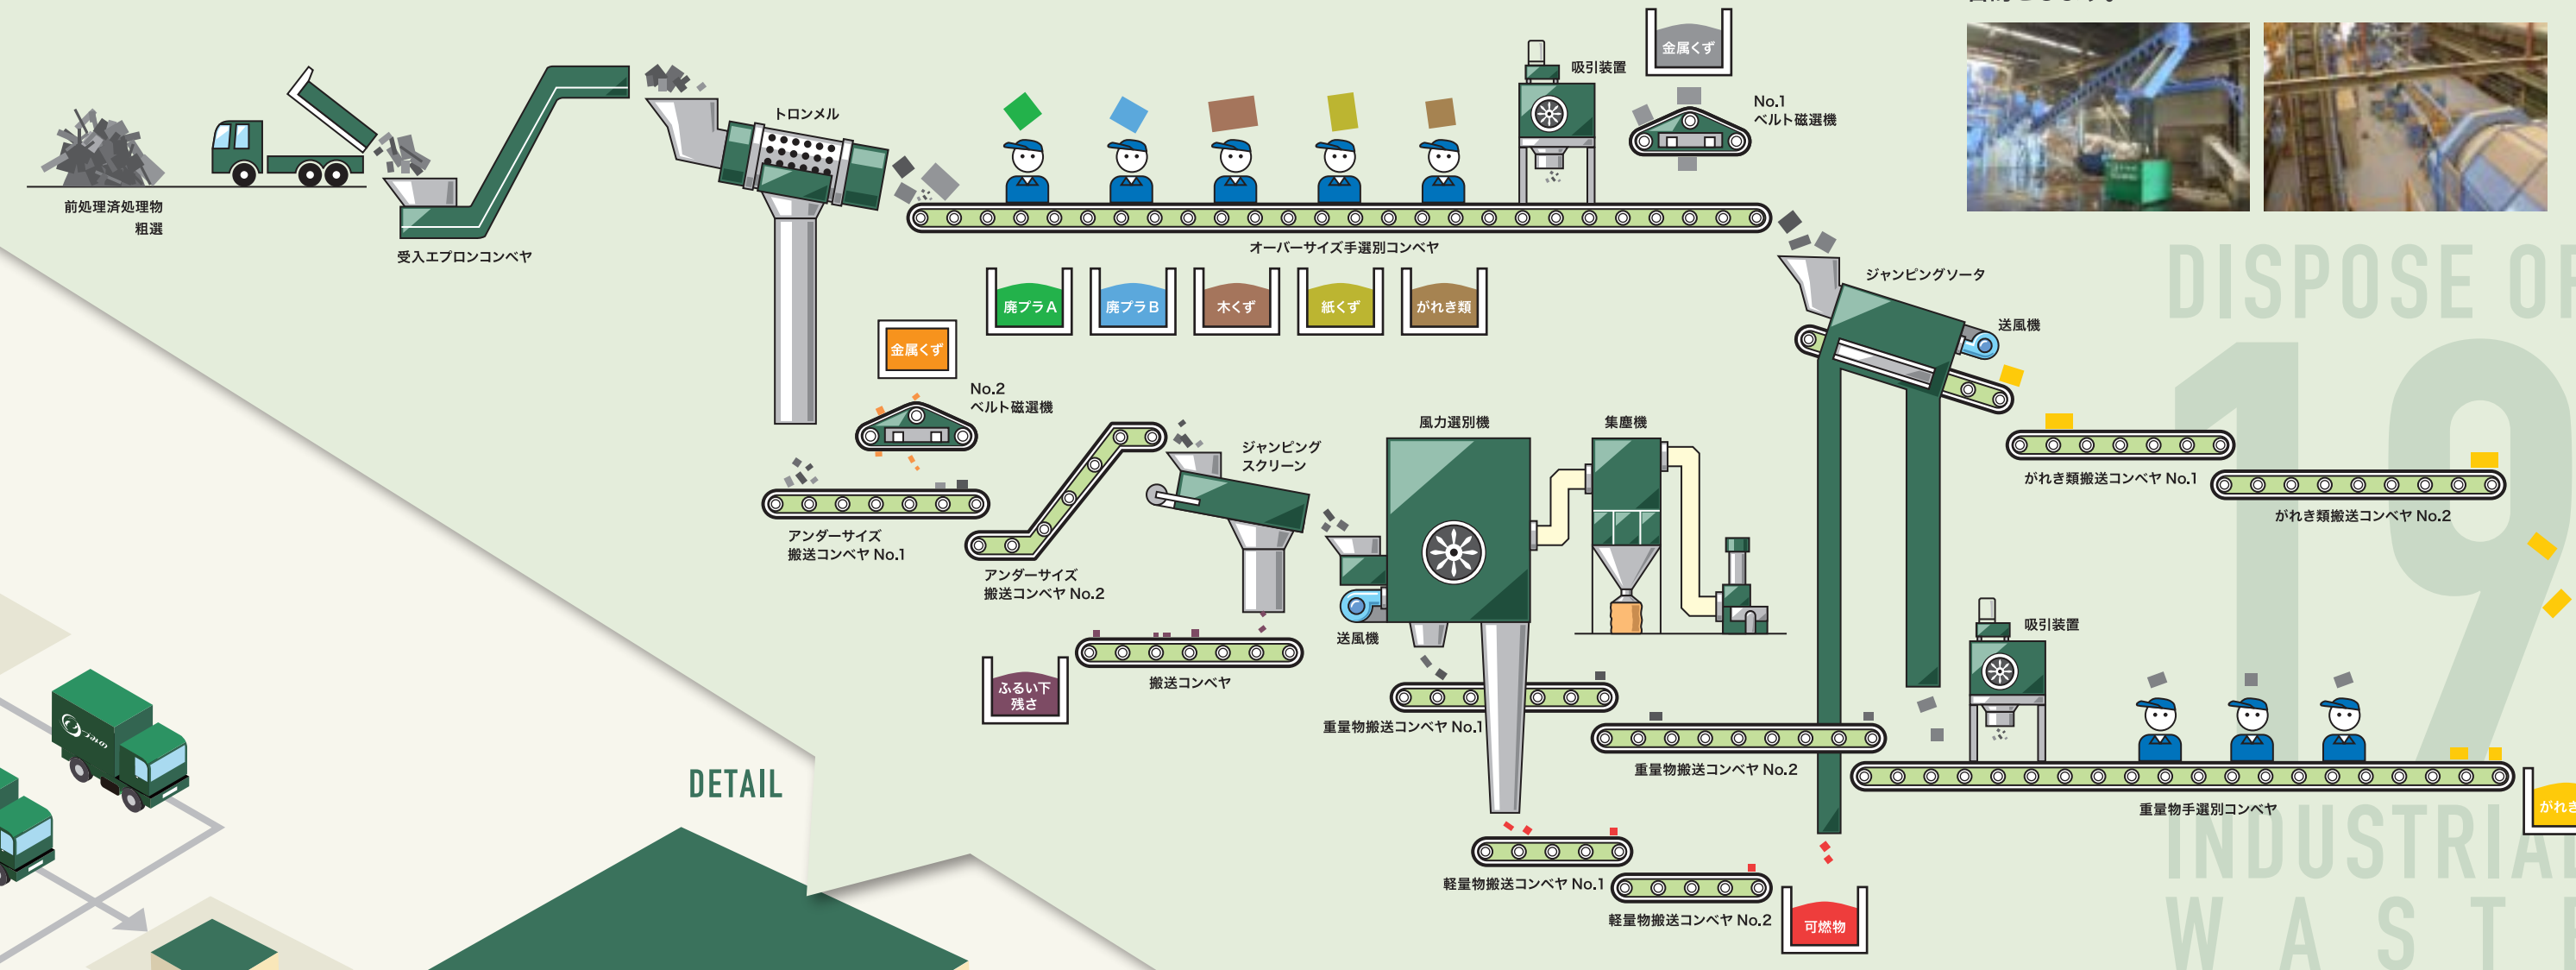 前処理済処理物
粗選
受入エプロンコンベヤ
トロンメル
吸引装置
金属くず
No.1
ベルト磁選機
オーバーサイズ手選別コンベヤ
廃プラA
廃プラB
木くず
紙くず
がれき類
ジャンピングソータ
送風機
がれき類搬送コンベヤ No.1
がれき類搬送コンベヤ No.2
金属くず
No.2
ベルト磁選機
アンダーサイズ
搬送コンベヤ No.1
アンダーサイズ
搬送コンベヤ No.2
ジャンピング
スクリーン
ふるい下
残さ
搬送コンベヤ
風力選別機
送風機
集塵機
重量物搬送コンベヤ No.1
重量物搬送コンベヤ No.2
軽量物搬送コンベヤ No.1
軽量物搬送コンベヤ No.2
可燃物
吸引装置
重量物手選別コンベヤ
がれき
DETAIL
DISPOSE OF
19
INDUSTRIAL
WAST